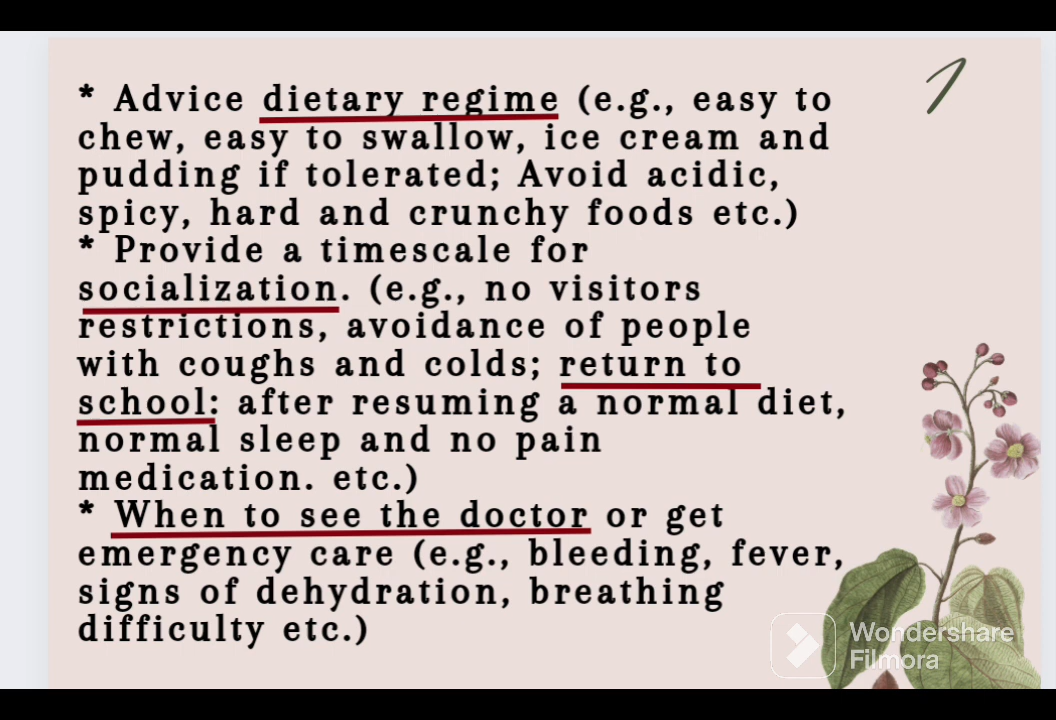 * Advice dietary regime (e.g., easy to
chew, easy to swallow, ice cream and
pudding if tolerated; Avoid acidic,
spicy, hard and crunchy foods etc.)
* Provide a timescale for
socialization. (e.g., no visitors
restrictions, avoidance of people
with coughs and colds; return to
school: after resuming a normal diet,
normal sleep and no pain
medication. etc.)
* When to see the doctor or get
emergency care (e.g., bleeding, fever,
signs of dehydration, breathing
difficulty etc.)
Wondershare
Filmora